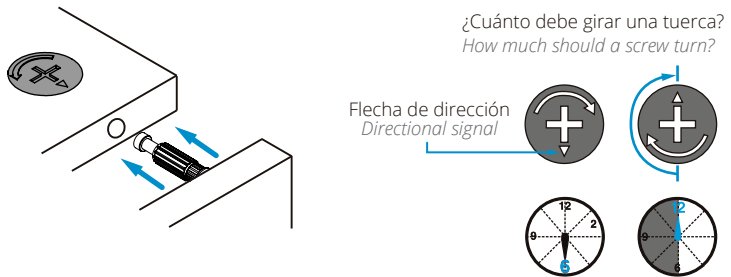 ¿Cuánto debe girar una tuerca?
How much should a screw turn?
Flecha de dirección
Directional signal
12
2
9
6
12
9
6